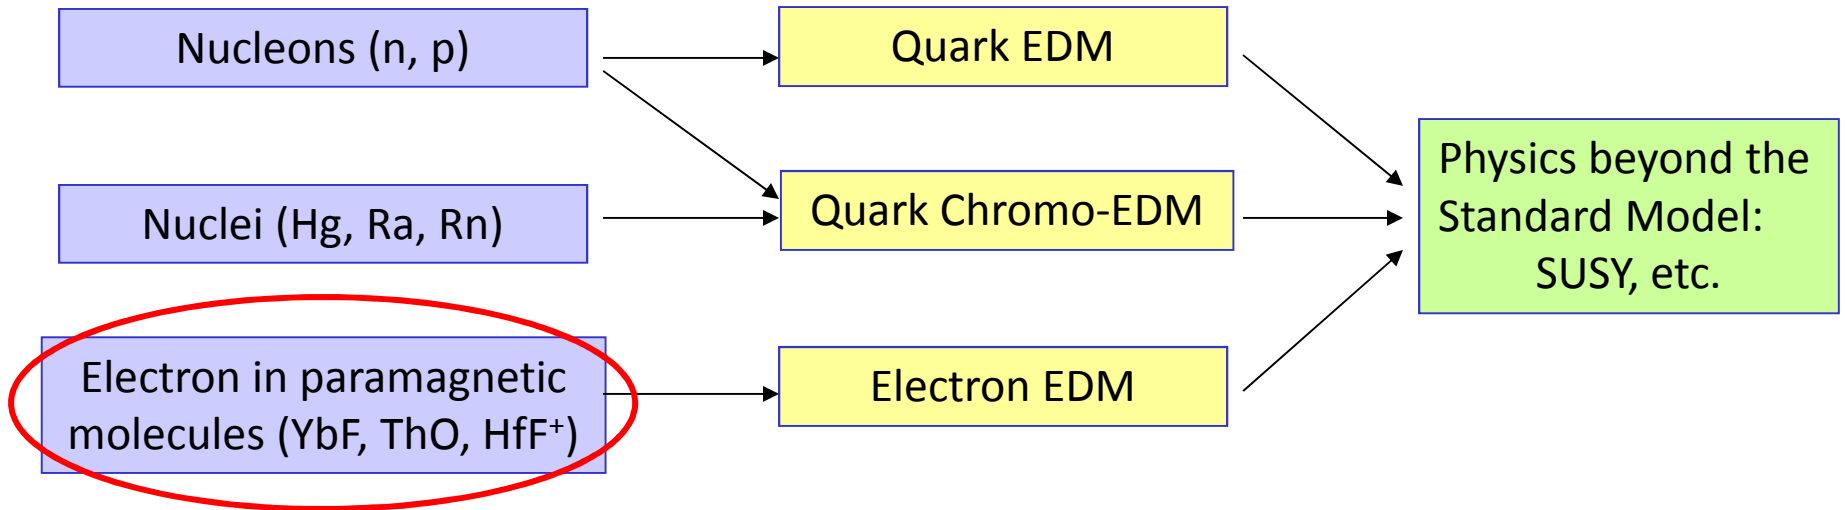 Nucleons (n, p)
Quark EDM
Nuclei (Hg, Ra, Rn)
Quark Chromo-EDM
Electron in paramagnetic
molecules (YbF, ThO, HfF⁺)
Electron EDM
Physics beyond the
Standard Model:
SUSY, etc.